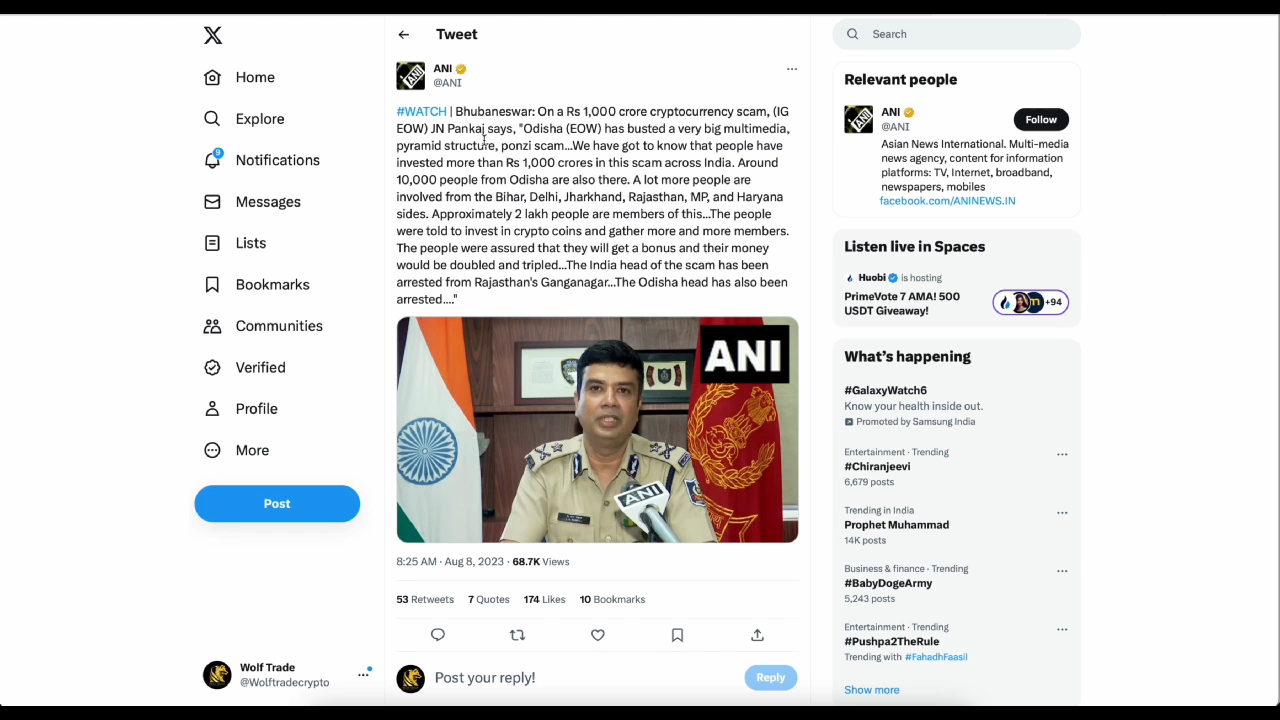 Home
Explore
9
Notifications
Messages
Lists
Bookmarks
Communities
Verified
Profile
More
Post
Wolf Trade
@Wolftradecrypto
Tweet
ANI
@ANI
#WATCH | Bhubaneswar: On a Rs 1,000 crore cryptocurrency scam, (IG
EOW) JN Pankaj says, "Odisha (EOW) has busted a very big multimedia,
pyramid structure, ponzi scam...We have got to know that people have
invested more than Rs 1,000 crores in this scam across India. Around
10,000 people from Odisha are also there. A lot more people are
involved from the Bihar, Delhi, Jharkhand, Rajasthan, MP, and Haryana
sides. Approximately 2 lakh people are members of this...The people
were told to invest in crypto coins and gather more and more members.
The people were assured that they will get a bonus and their money
would be doubled and tripled...The India head of the scam has been
arrested from Rajasthan's Ganganagar...The Odisha head has also been
arrested...."
ANI
ANI
8:25 AM · Aug 8, 2023 · 68.7K Views
53 Retweets 7 Quotes 174 Likes 10 Bookmarks
Post your reply!
Reply
Search
Relevant people
ANI
@ANI
Follow
Asian News International. Multi-media
news agency, content for information
platforms: TV, Internet, broadband,
newspapers, mobiles
facebook.com/ANINEWS.IN
Listen live in Spaces
Huobi is hosting
PrimeVote 7 AMA! 500
USDT Giveaway!
+94
What's happening
#GalaxyWatch6
Know your health inside out.
Promoted by Samsung India
Entertainment · Trending
#Chiranjeevi
6,679 posts
Trending in India
Prophet Muhammad
14K posts
Business & finance · Trending
#BabyDogeArmy
5,243 posts
Entertainment · Trending
#Pushpa2TheRule
Trending with #FahadhFaasil
Show more